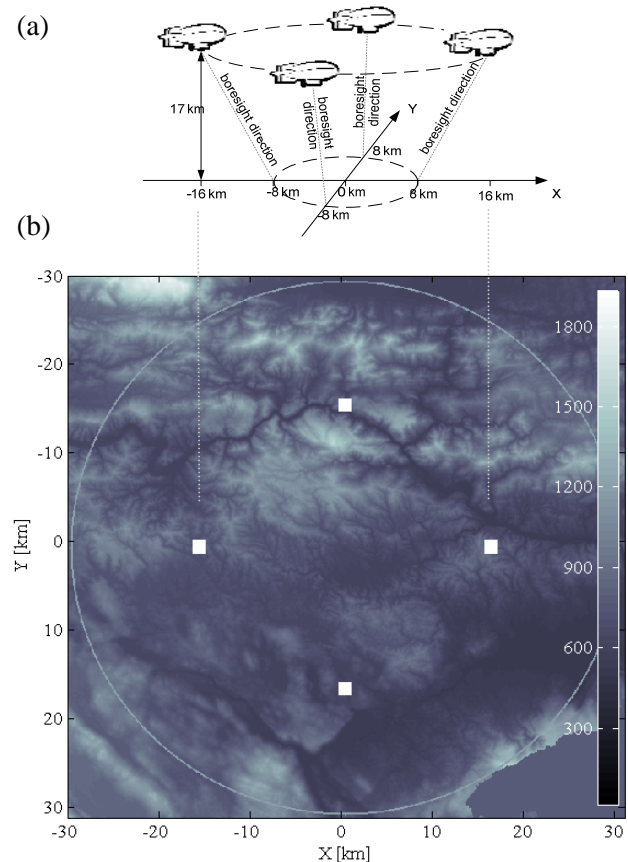 (a)
17 km
boresight direction
boresight direction
boresight direction
boresight direction
Y
8 km
-16 km
-8 km
0 km
8 km
16 km
X
-8 km
(b)
-30
-20
-10
0
10
20
30
Y [km]
1800
1500
1200
900
600
300
-30
-20
-10
0
10
20
30
X [km]